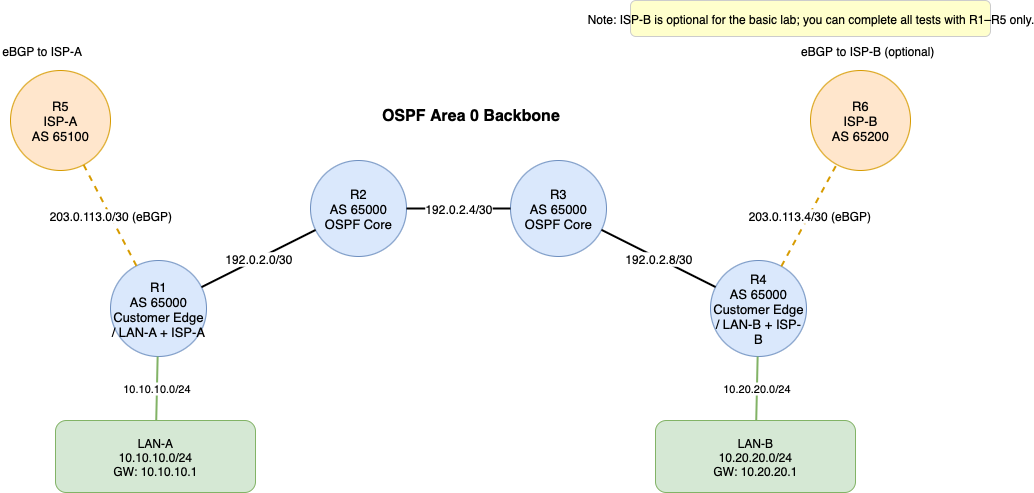 Note: ISP-B is optional for the basic lab; you can complete all tests with R1–R5 only.
eBGP to ISP-A
eBGP to ISP-B (optional)
R5
ISP-A
AS 65100
OSPF Area 0 Backbone
R6
ISP-B
AS 65200
R2
AS 65000
OSPF Core
192.0.2.4/30
R3
AS 65000
OSPF Core
203.0.113.0/30 (eBGP)
203.0.113.4/30 (eBGP)
192.0.2.0/30
192.0.2.8/30
R1
AS 65000
Customer Edge
/ LAN-A + ISP-A
R4
AS 65000
Customer Edge
/ LAN-B + ISP-
B
10.10.10.0/24
10.20.20.0/24
LAN-A
10.10.10.0/24
GW: 10.10.10.1
LAN-B
10.20.20.0/24
GW: 10.20.20.1